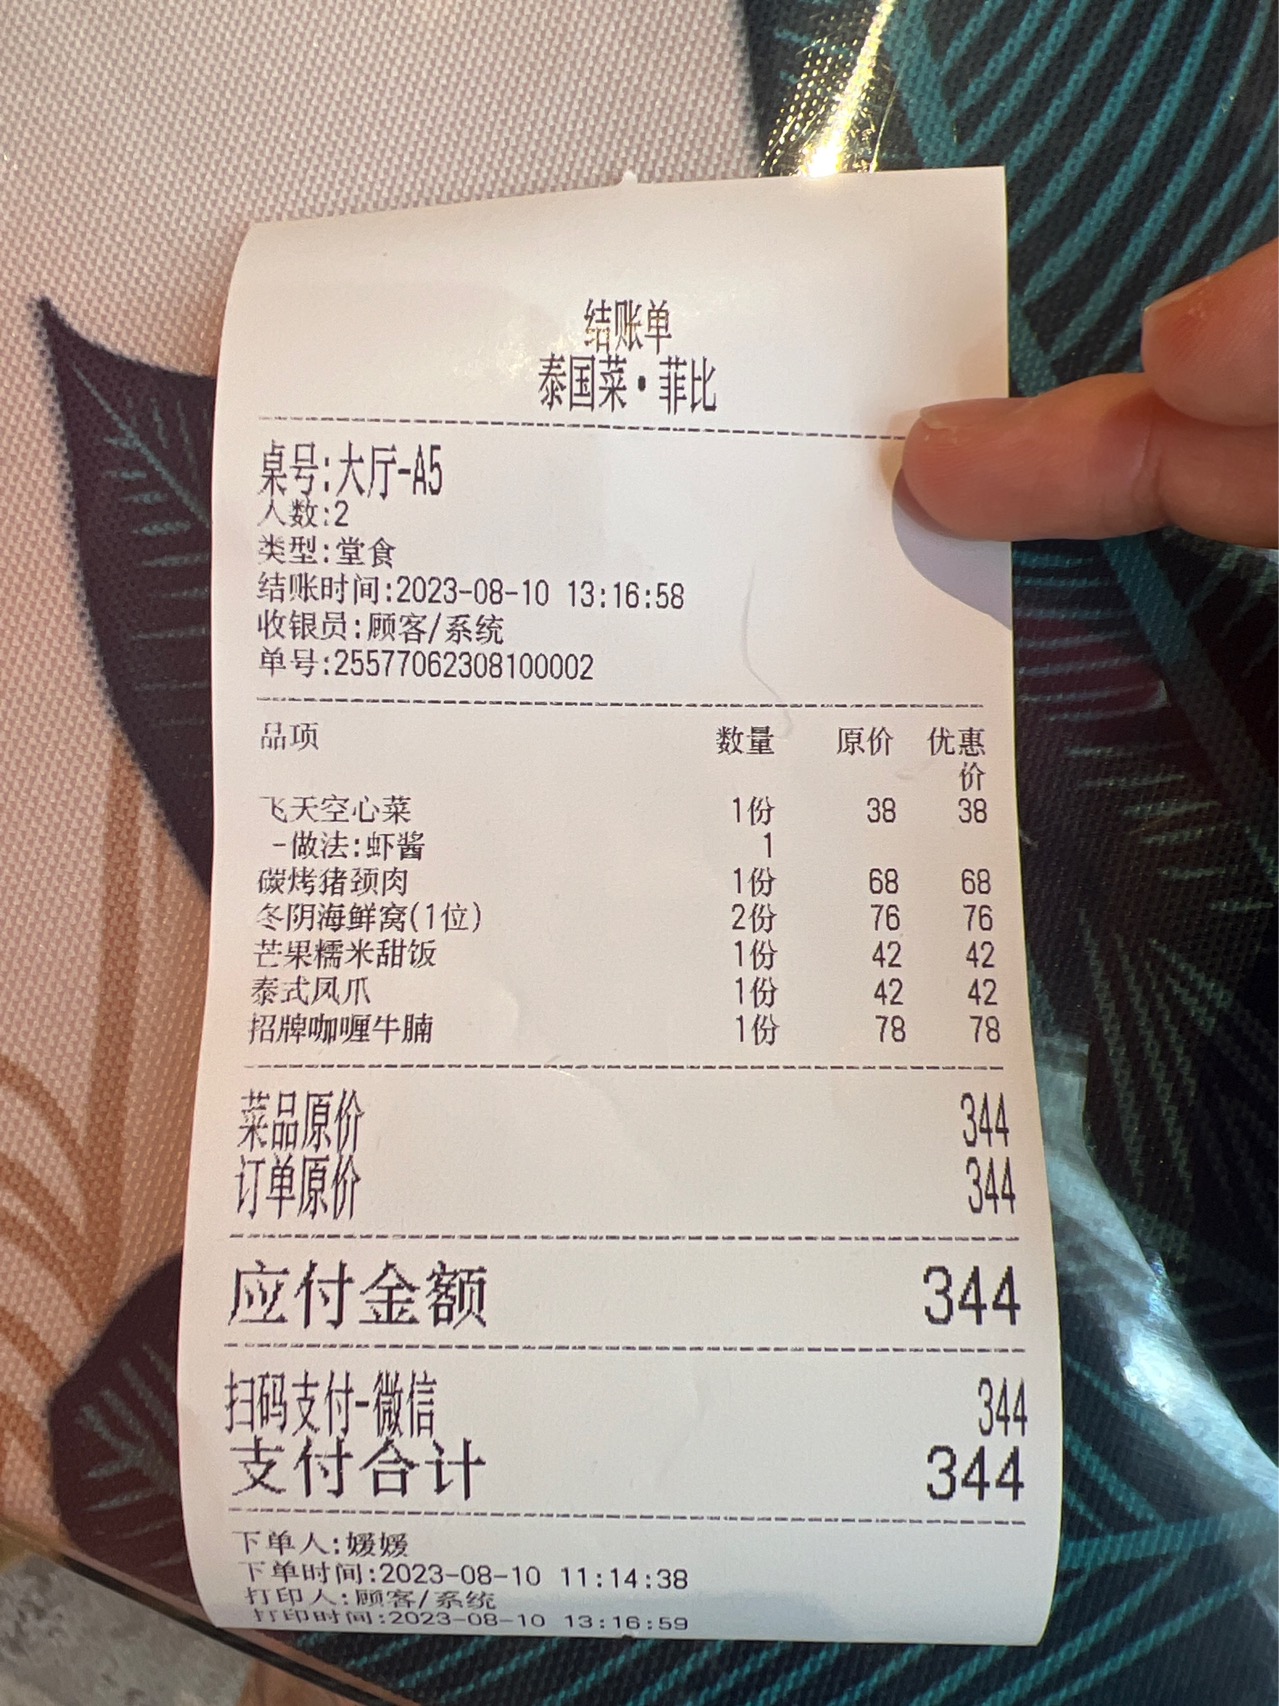 结账单
泰国菜·菲比
桌号:大厅-A5
人数:2
类型:堂食
结账时间:2023-08-10 13:16:58
收银员:顾客/系统
单号:25577062308100002
品项 数量 原价 优惠价
飞天空心菜 1份 38 38
-做法:虾酱 1
碳烤猪颈肉 1份 68 68
冬阴海鲜窝(1位) 2份 76 76
芒果糯米甜饭 1份 42 42
泰式凤爪 1份 42 42
招牌咖喱牛腩 1份 78 78
菜品原价 344
订单原价 344
应付金额 344
扫码支付-微信 344
支付合计 344
下单人:媛媛
下单时间:2023-08-10 11:14:38
打印人:顾客/系统
打印时间:2023-08-10 13:16:59